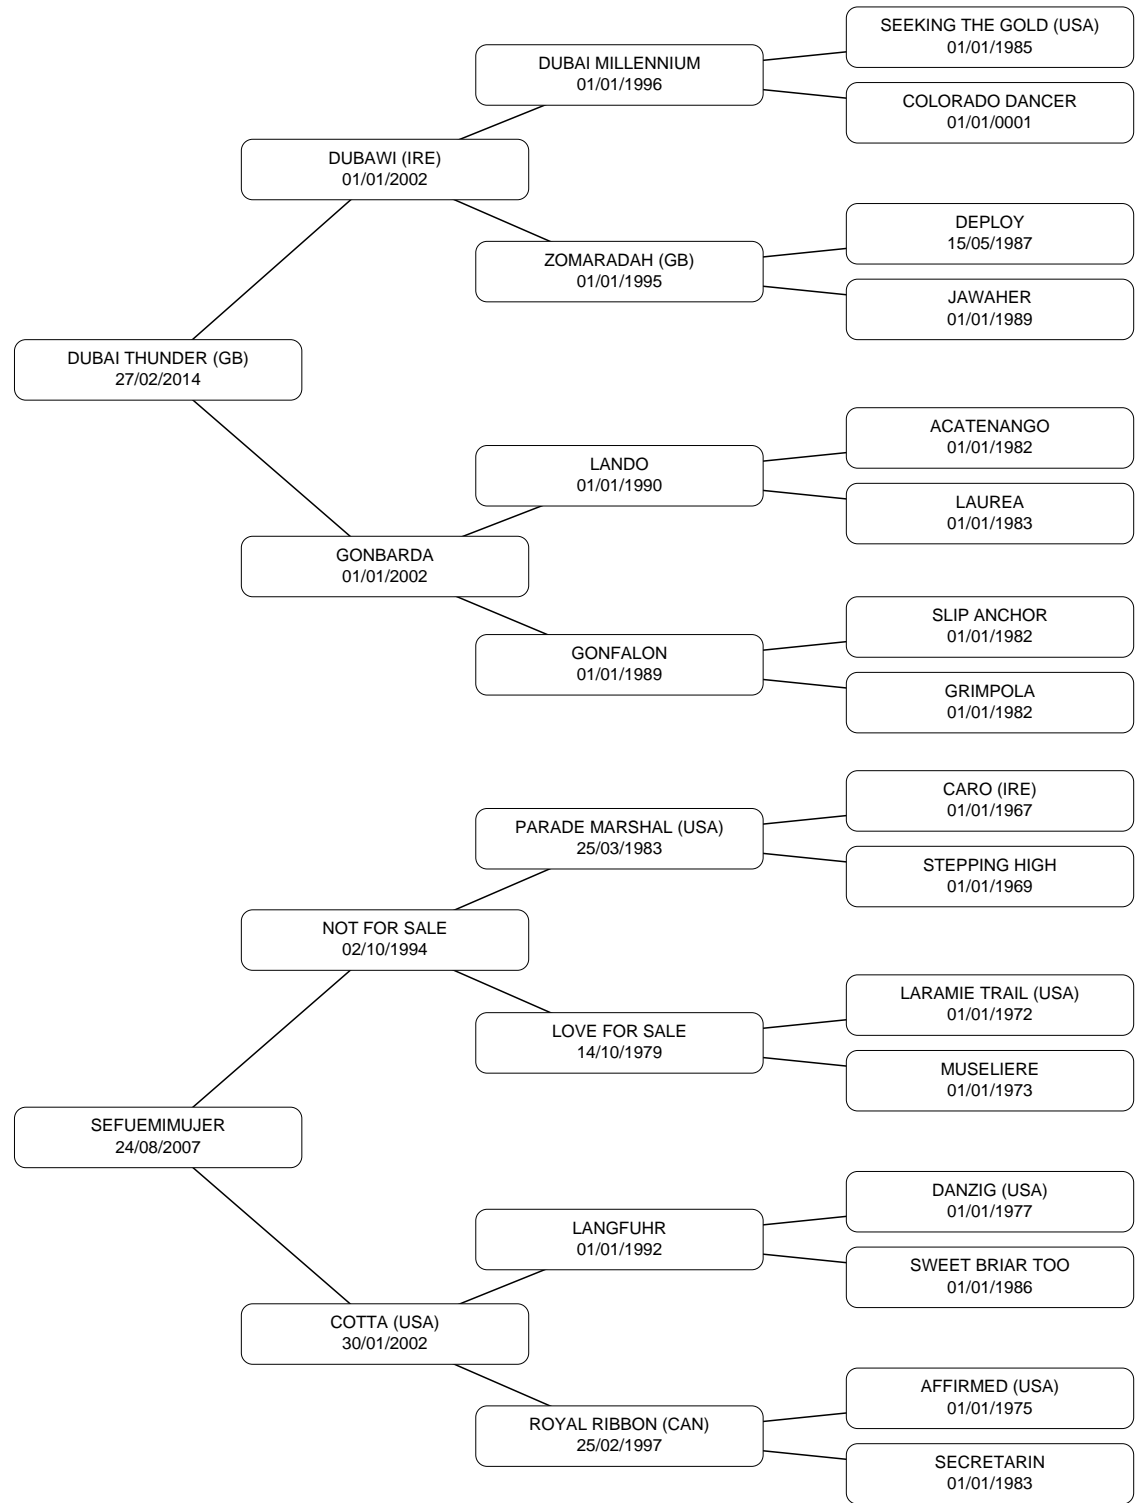 SEEKING THE GOLD (USA)
01/01/1985
DUBAI MILLENNIUM
01/01/1996
COLORADO DANCER
01/01/0001
DUBAWI (IRE)
01/01/2002
DEPLOY
15/05/1987
ZOMARADAH (GB)
01/01/1995
JAWAHER
01/01/1989
DUBAI THUNDER (GB)
27/02/2014
ACATENANGO
01/01/1982
LANDO
01/01/1990
LAUREA
01/01/1983
GONBARDA
01/01/2002
SLIP ANCHOR
01/01/1982
GONFALON
01/01/1989
GRIMPOLA
01/01/1982
CARO (IRE)
01/01/1967
PARADE MARSHAL (USA)
25/03/1983
STEPPING HIGH
01/01/1969
NOT FOR SALE
02/10/1994
LARAMIE TRAIL (USA)
01/01/1972
LOVE FOR SALE
14/10/1979
MUSELIERE
01/01/1973
SEFUEMIMUJER
24/08/2007
DANZIG (USA)
01/01/1977
LANGFUHR
01/01/1992
SWEET BRIAR TOO
01/01/1986
COTTA (USA)
30/01/2002
AFFIRMED (USA)
01/01/1975
ROYAL RIBBON (CAN)
25/02/1997
SECRETARIN
01/01/1983